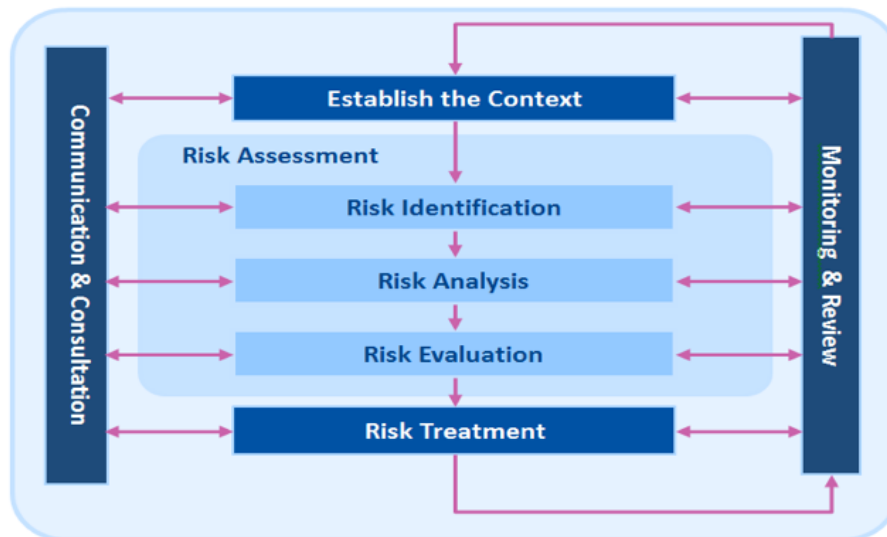 Establish the Context
Risk Assessment
Risk Identification
Risk Analysis
Risk Evaluation
Risk Treatment
Communication & Consultation
Monitoring & Review